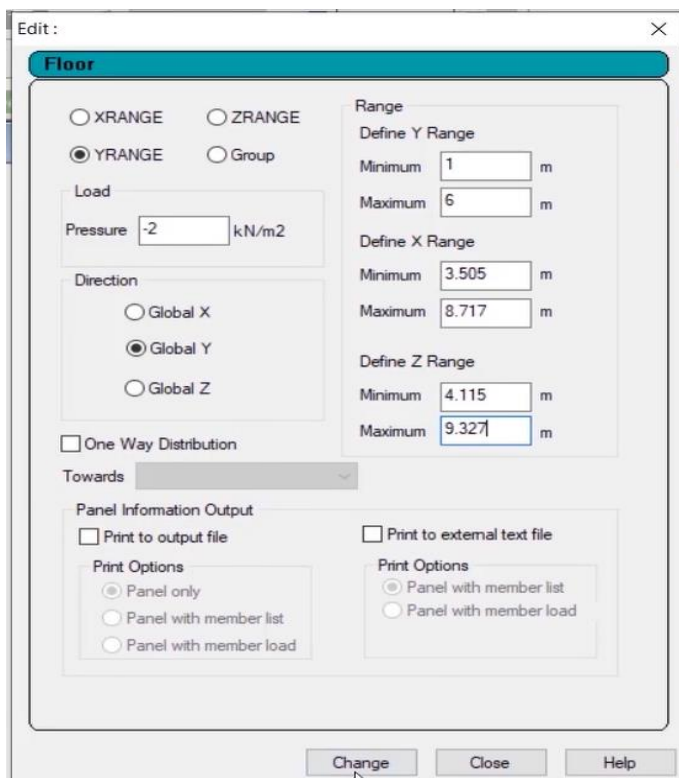 Edit :
Floor
XRANGE
ZRANGE
YRANGE
Group
Load
Pressure -2 kN/m2
Direction
Global X
Global Y
Global Z
One Way Distribution
Towards
Range
Define Y Range
Minimum 1 m
Maximum 6 m
Define X Range
Minimum 3.505 m
Maximum 8.717 m
Define Z Range
Minimum 4.115 m
Maximum 9.327 m
Panel Information Output
Print to output file
Print Options
Panel only
Panel with member list
Panel with member load
Print to external text file
Print Options
Panel with member list
Panel with member load
Change Close Help